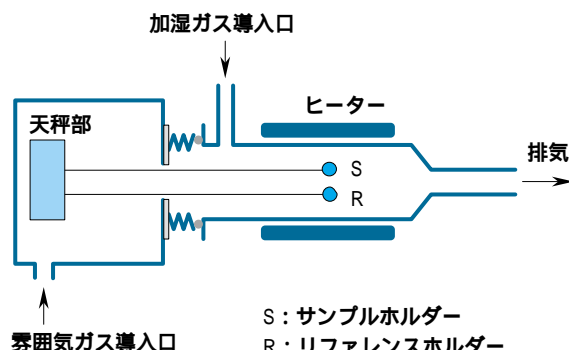 加湿ガス導入口
ヒーター
天秤部
排気
S
R
S：サンプルホルダー
R：リファレンスホルダー
雰囲気ガス導入口